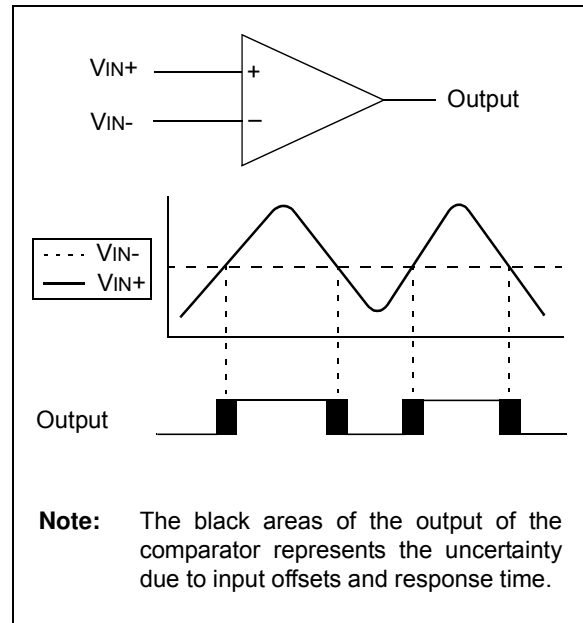 VIN+
+
Output
VIN-
–
VIN-
VIN+
Output
Note: The black areas of the output of the
comparator represents the uncertainty
due to input offsets and response time.